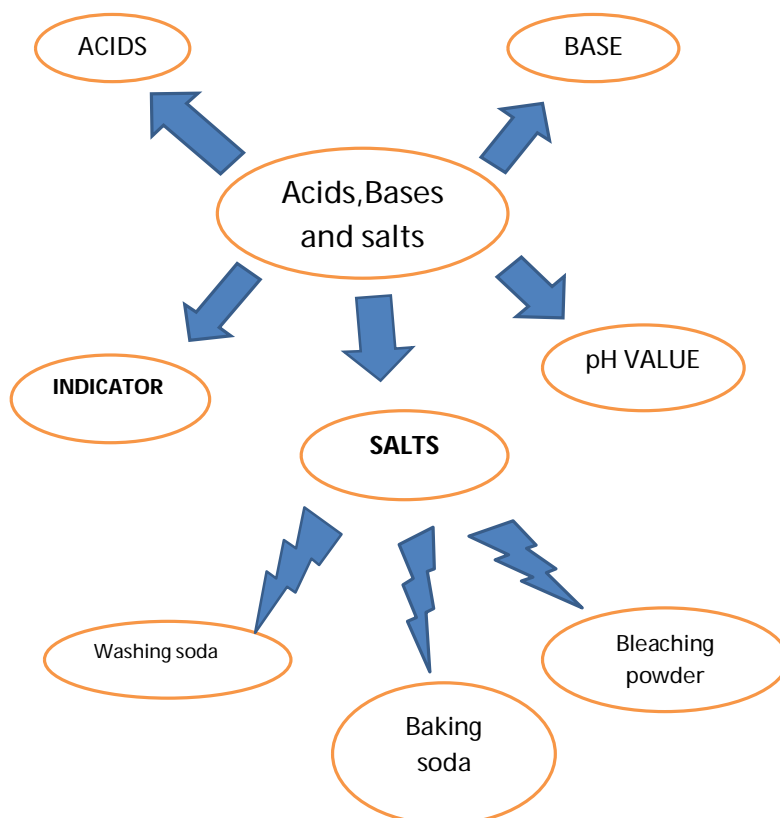 ACIDS
BASE
Acids,Bases
and salts
INDICATOR
pH VALUE
SALTS
Washing soda
Baking
soda
Bleaching
powder